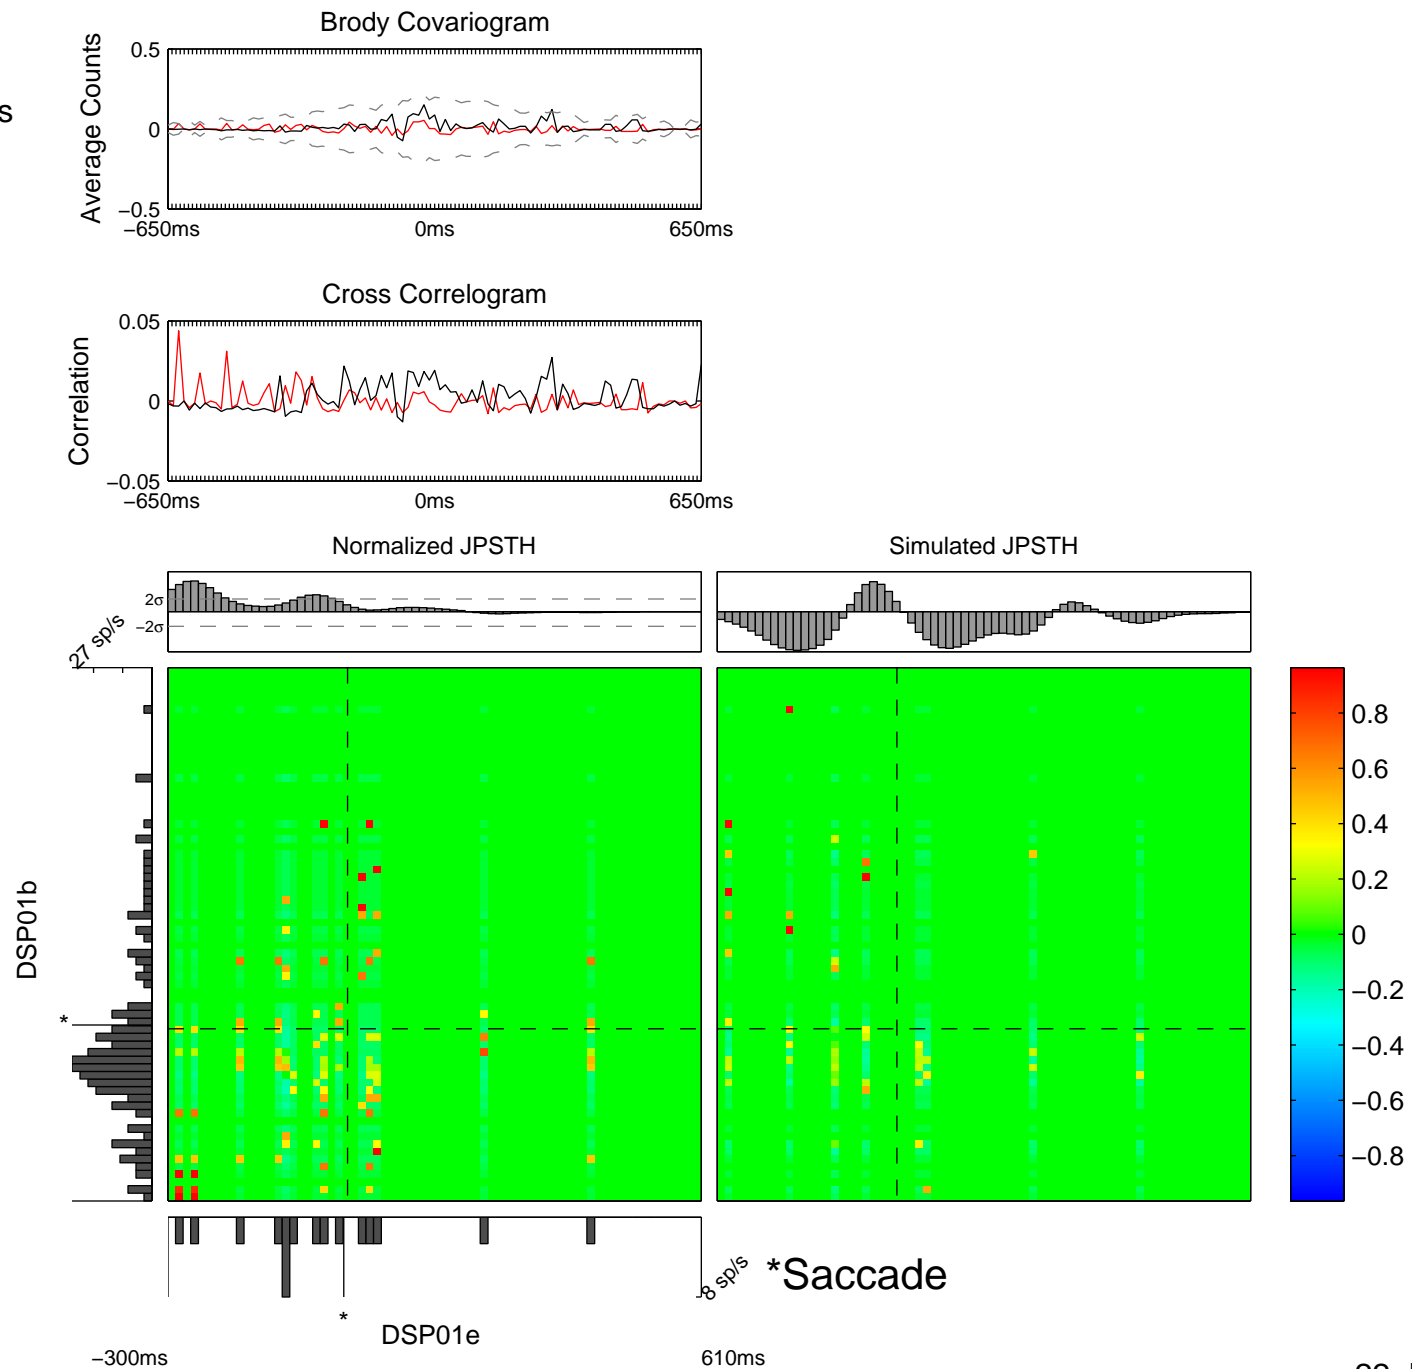 s
Brody Covariogram
Average Counts
0.5
0
−0.5
−650ms
0ms
650ms
Cross Correlogram
Correlation
0.05
0
−0.05
−650ms
0ms
650ms
Normalized JPSTH
Simulated JPSTH
2σ
−2σ
27 sp/s
DSP01b
*
0.8
0.6
0.4
0.2
0
−0.2
−0.4
−0.6
−0.8
8 sp/s
*Saccade
*
DSP01e
−300ms
610ms